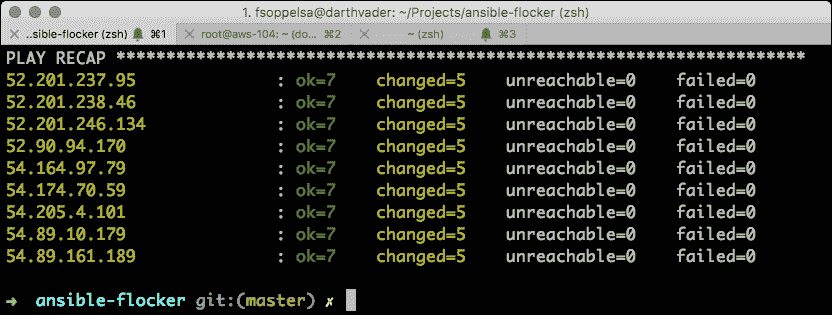 1. fsoppelsa@darthvader: ~/Projects/ansible-flocker (zsh)
..sible-flocker (zsh) ⌘1 root@aws-104: ~ (do... ⌘2 ~ (zsh) ⌘3
PLAY RECAP *********************************************************************
52.201.237.95 : ok=7 changed=5 unreachable=0 failed=0
52.201.238.46 : ok=7 changed=5 unreachable=0 failed=0
52.201.246.134 : ok=7 changed=5 unreachable=0 failed=0
52.90.94.170 : ok=7 changed=5 unreachable=0 failed=0
54.164.97.79 : ok=7 changed=5 unreachable=0 failed=0
54.174.70.59 : ok=7 changed=5 unreachable=0 failed=0
54.205.4.101 : ok=7 changed=5 unreachable=0 failed=0
54.89.10.179 : ok=7 changed=5 unreachable=0 failed=0
54.89.161.189 : ok=7 changed=5 unreachable=0 failed=0
➜ ansible-flocker git:(master) ✗